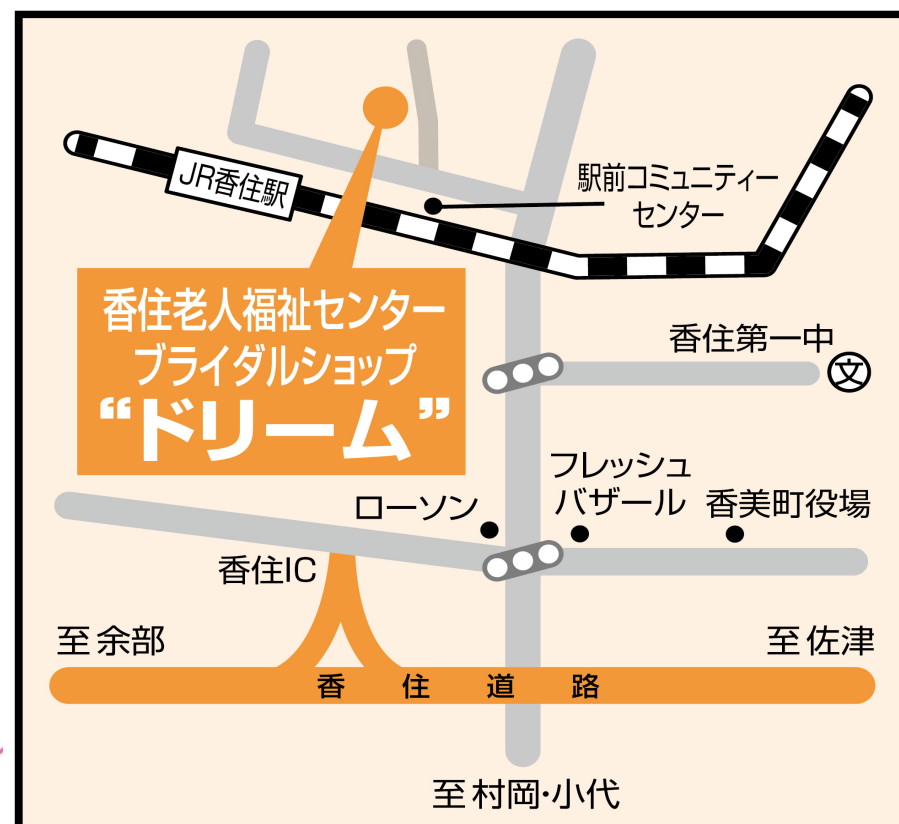 JR香住駅
駅前コミュニティー
センター
香住老人福祉センター
ブライダルショップ
“ドリーム”
香住第一中
文
フレッシュ
バザール
ローソン
香美町役場
香住IC
至 余部
至 佐津
香住道路
至 村岡・小代